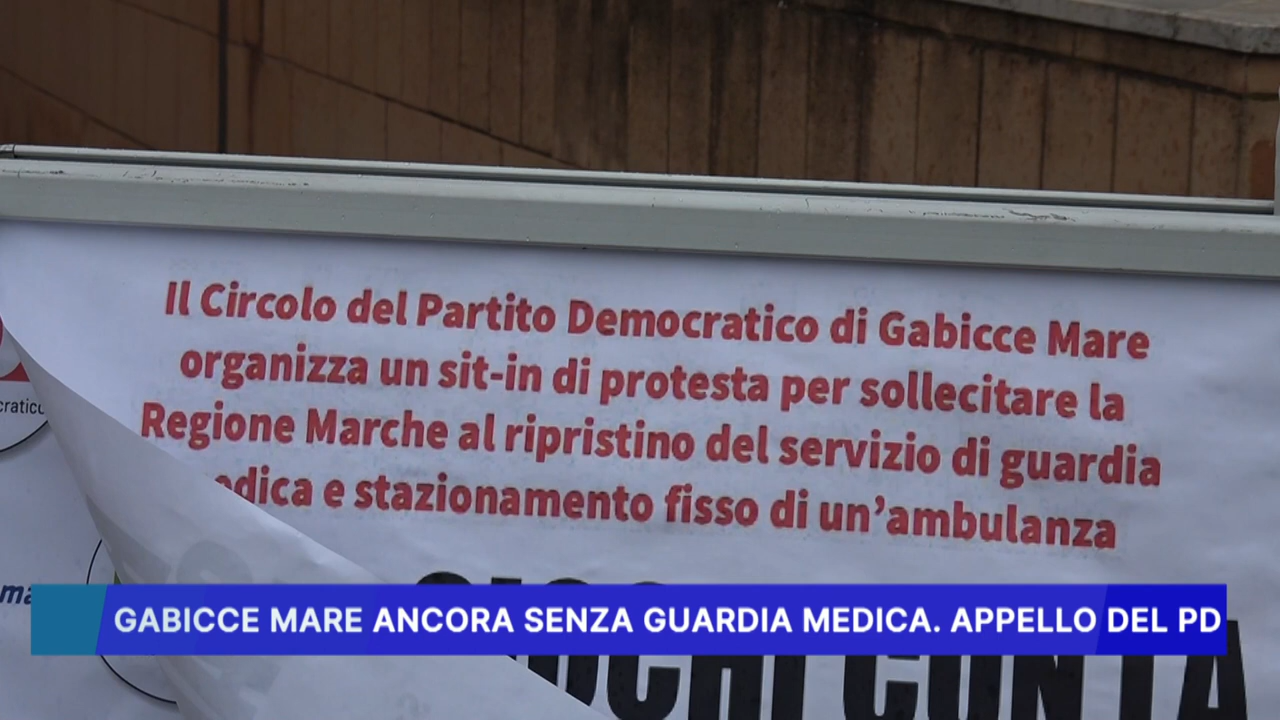 Il Circolo del Partito Democratico di Gabicce Mare
organizza un sit-in di protesta per sollecitare la
Regione Marche al ripristino del servizio di guardia
edica e stazionamento fisso di un'ambulanza
GABICCE MARE ANCORA SENZA GUARDIA MEDICA. APPELLO DEL PD